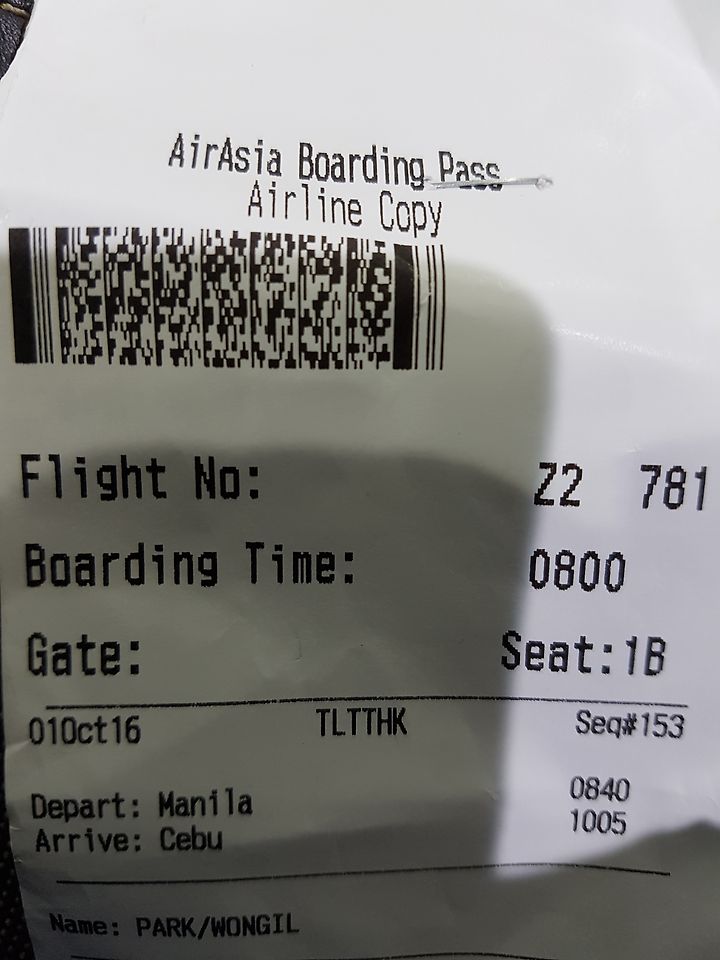 AirAsia Boarding Pass
Airline Copy
Flight No: Z2 781
Boarding Time: 0800
Gate: Seat:1B
01Oct16 TLTTHK Seq#153
Depart: Manila 0840
Arrive: Cebu 1005
Name: PARK/WONGIL